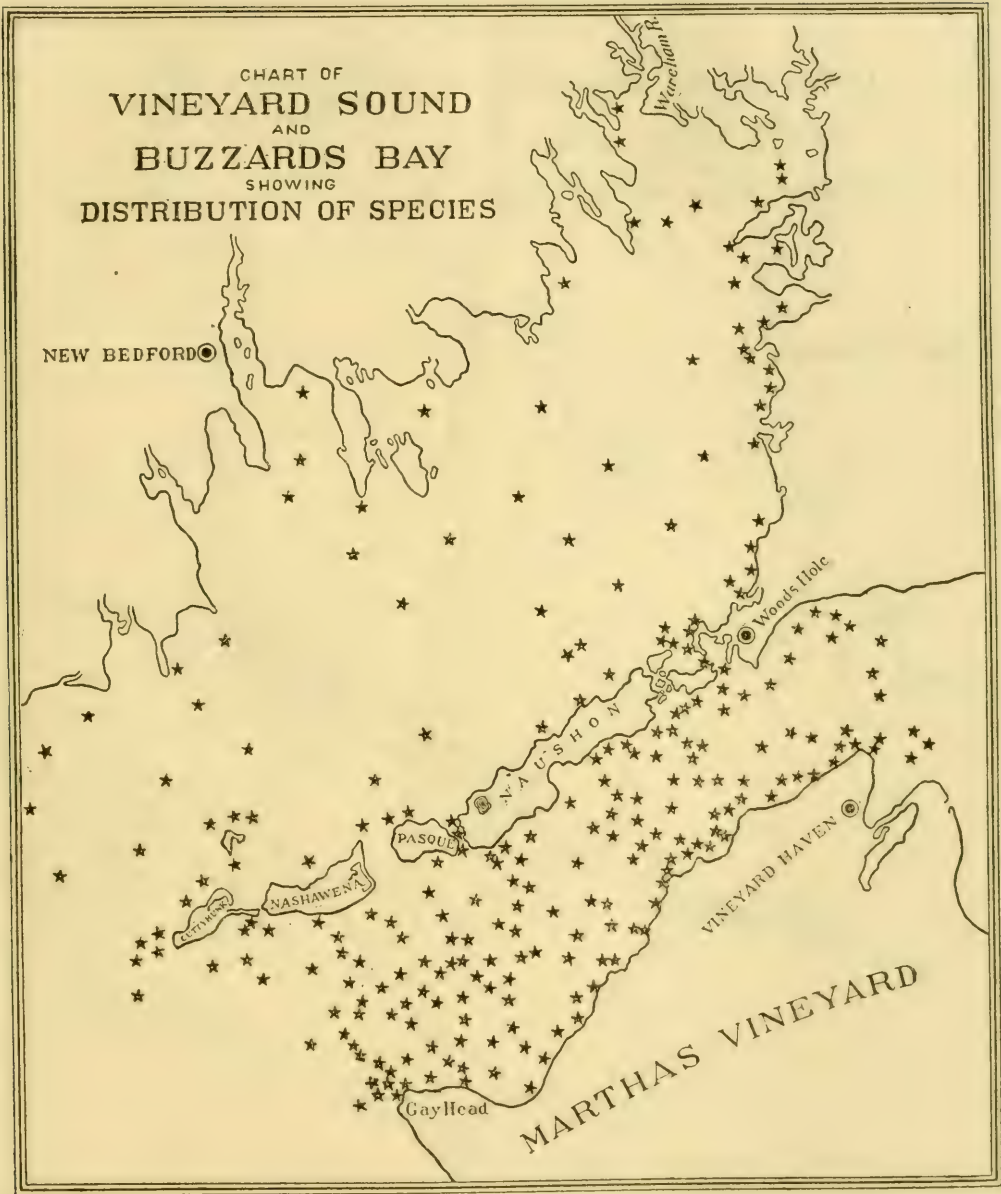 CHART OF
VINEYARD SOUND
AND
BUZZARDS BAY
SHOWING
DISTRIBUTION OF SPECIES
Wareham R.
NEW BEDFORD
Woods Hole
NAUSHON
PASQUE
NASHAWENA
CUTTYHUNK
VINEYARD HAVEN
MARTHAS VINEYARD
Gay Head